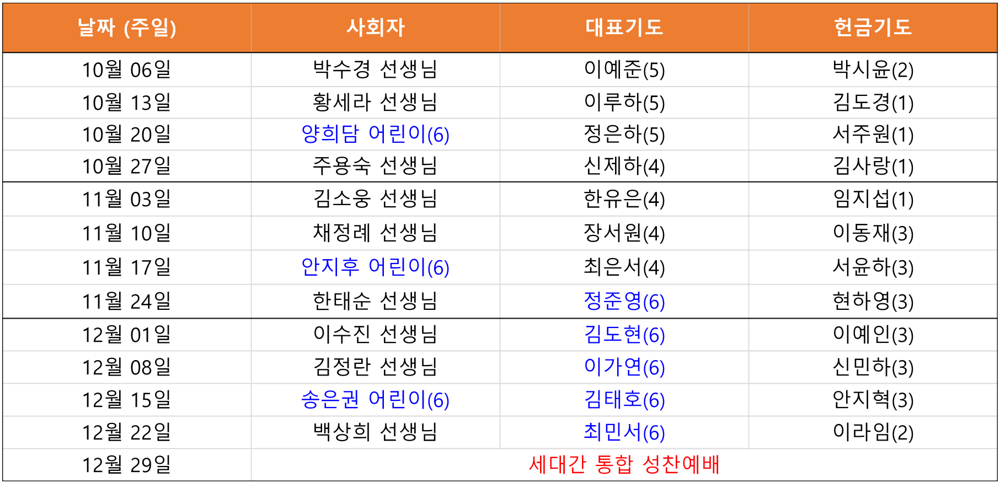 날짜 (주일) 사회자 대표기도 헌금기도
10월 06일 박수경 선생님 이예준(5) 박시윤(2)
10월 13일 황세라 선생님 이루하(5) 김도경(1)
10월 20일 양희담 어린이(6) 정은하(5) 서주원(1)
10월 27일 주용숙 선생님 신제하(4) 김사랑(1)
11월 03일 김소웅 선생님 한유은(4) 임지섭(1)
11월 10일 채정례 선생님 장서원(4) 이동재(3)
11월 17일 안지후 어린이(6) 최은서(4) 서윤하(3)
11월 24일 한태순 선생님 정준영(6) 현하영(3)
12월 01일 이수진 선생님 김도현(6) 이예인(3)
12월 08일 김정란 선생님 이가연(6) 신민하(3)
12월 15일 송은권 어린이(6) 김태호(6) 안지혁(3)
12월 22일 백상희 선생님 최민서(6) 이라임(2)
12월 29일 세대간 통합 성찬예배